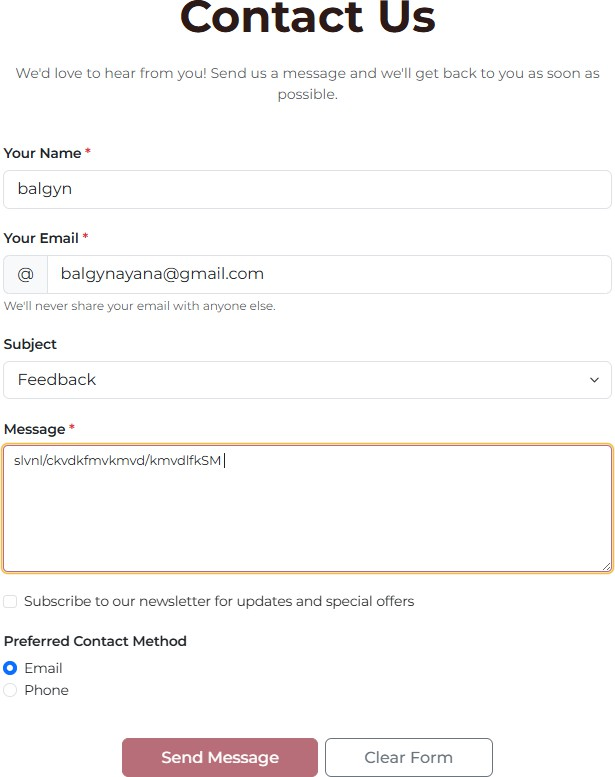 Contact Us
We'd love to hear from you! Send us a message and we'll get back to you as soon as
possible.
Your Name *
balgyn
Your Email *
@ balgynayana@gmail.com
We'll never share your email with anyone else.
Subject
Feedback
Message *
slvnl/ckvdkfmvkmvd/kmvdlfkSM
Subscribe to our newsletter for updates and special offers
Preferred Contact Method
Email
Phone
Send Message Clear Form